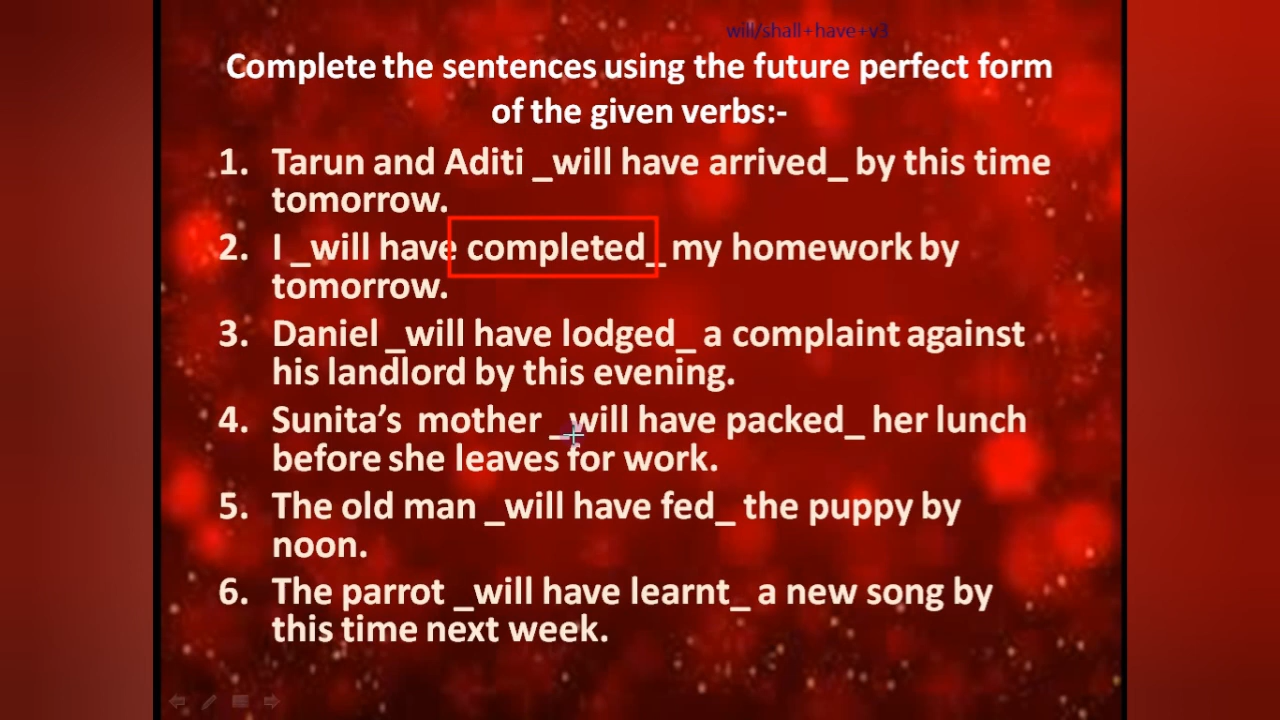 will/shall+have+v3
Complete the sentences using the future perfect form
of the given verbs:-
1. Tarun and Aditi _will have arrived_ by this time
tomorrow.
2. I _will have completed_ my homework by
tomorrow.
3. Daniel _will have lodged_ a complaint against
his landlord by this evening.
4. Sunita’s mother _will have packed_ her lunch
before she leaves for work.
5. The old man _will have fed_ the puppy by
noon.
6. The parrot _will have learnt_ a new song by
this time next week.